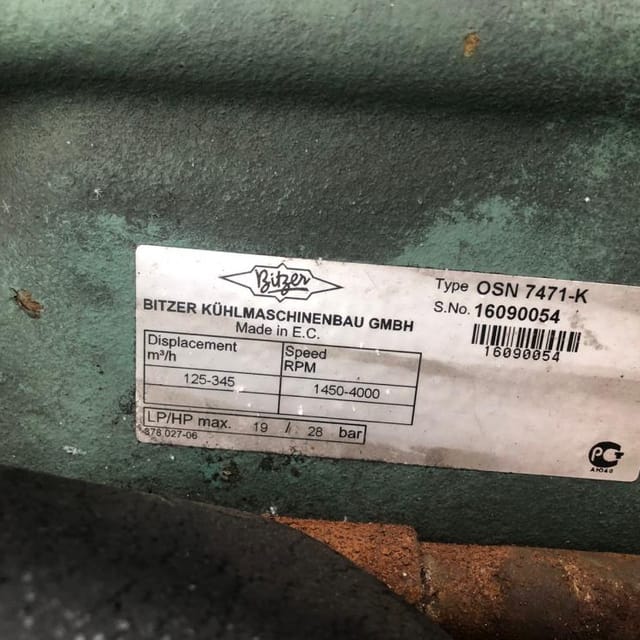 Bitzer
BITZER KÜHLMASCHINENBAU GMBH
Made in E.C.
Type OSN 7471-K
S.No. 16090054
16090054
Displacement
m³/h
Speed
RPM
125-345
1450-4000
LP/HP max. 19 / 28 bar
378 027-06
PG